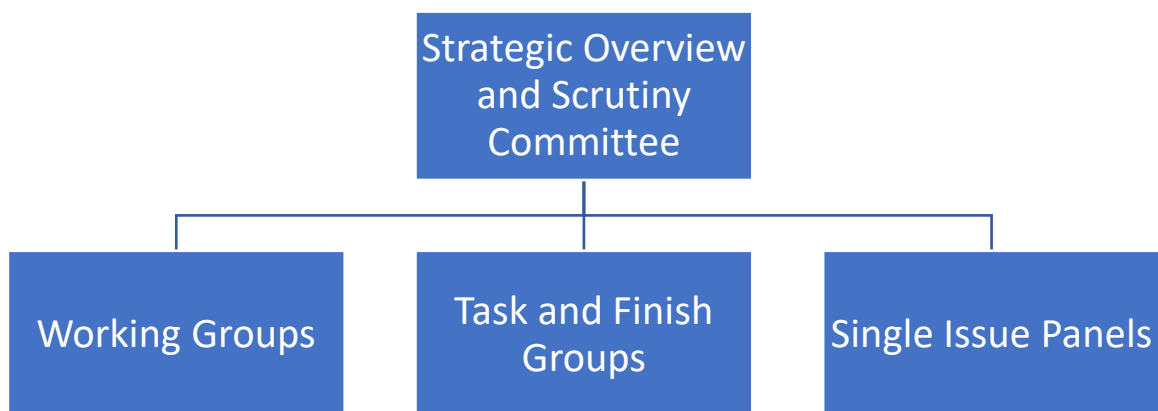 Strategic Overview
and Scrutiny
Committee
Working Groups
Task and Finish
Groups
Single Issue Panels